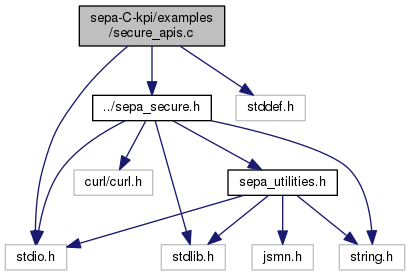 sepa-C-kpi/examples
/secure_apis.c
../sepa_secure.h
stddef.h
curl/curl.h
sepa_utilities.h
stdio.h
stdlib.h
jsmn.h
string.h